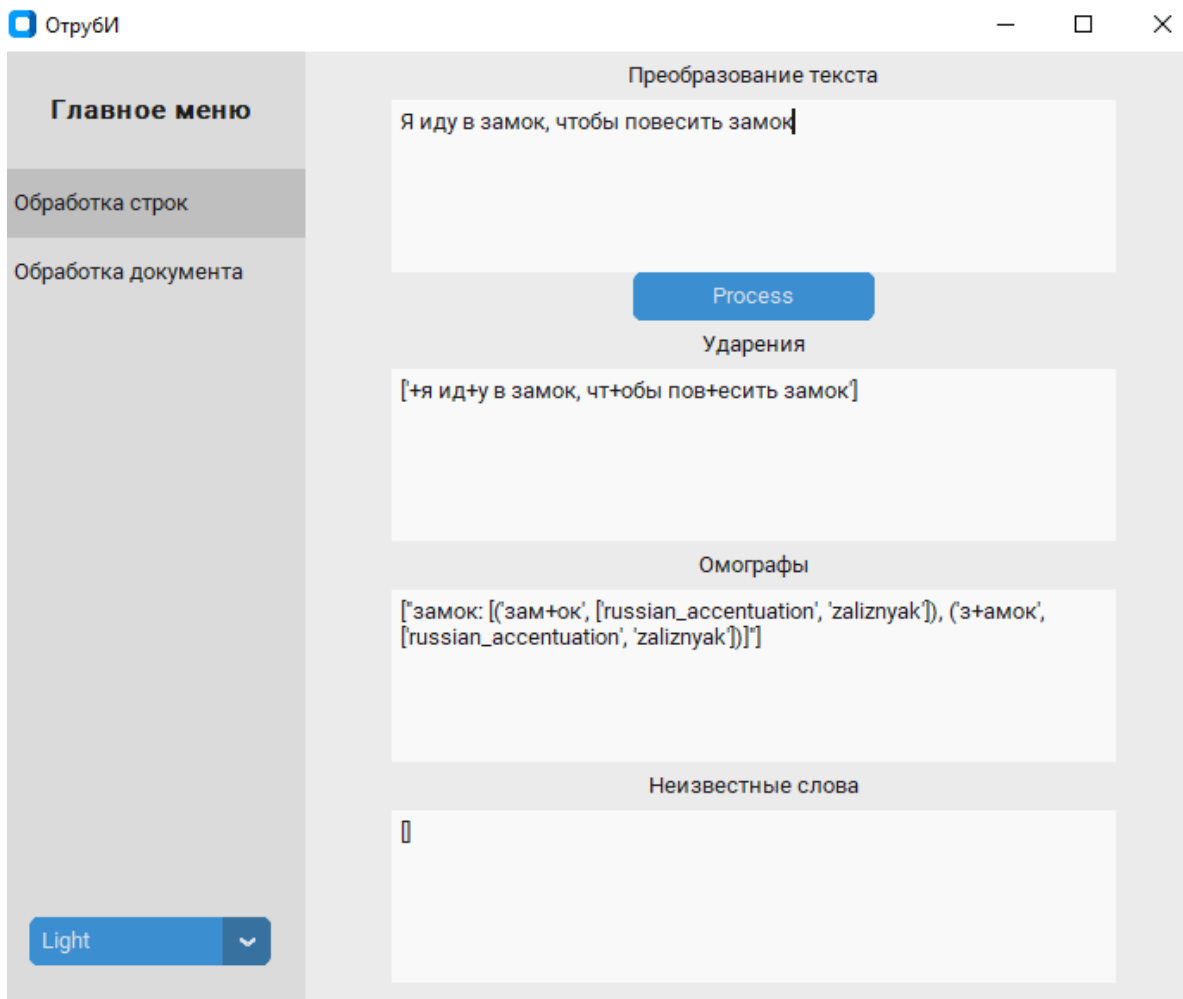 ОтрубИ
Главное меню
Обработка строк
Обработка документа
Light
Преобразование текста
Я иду в замок, чтобы повесить замок
Process
Ударения
['+я ид+у в замок, чт+обы пов+есить замок']
Омографы
["замок: [('зам+ок', ['russian_accentuation', 'zaliznyak']), ('з+амок',
['russian_accentuation', 'zaliznyak'])]"]
Неизвестные слова
[]